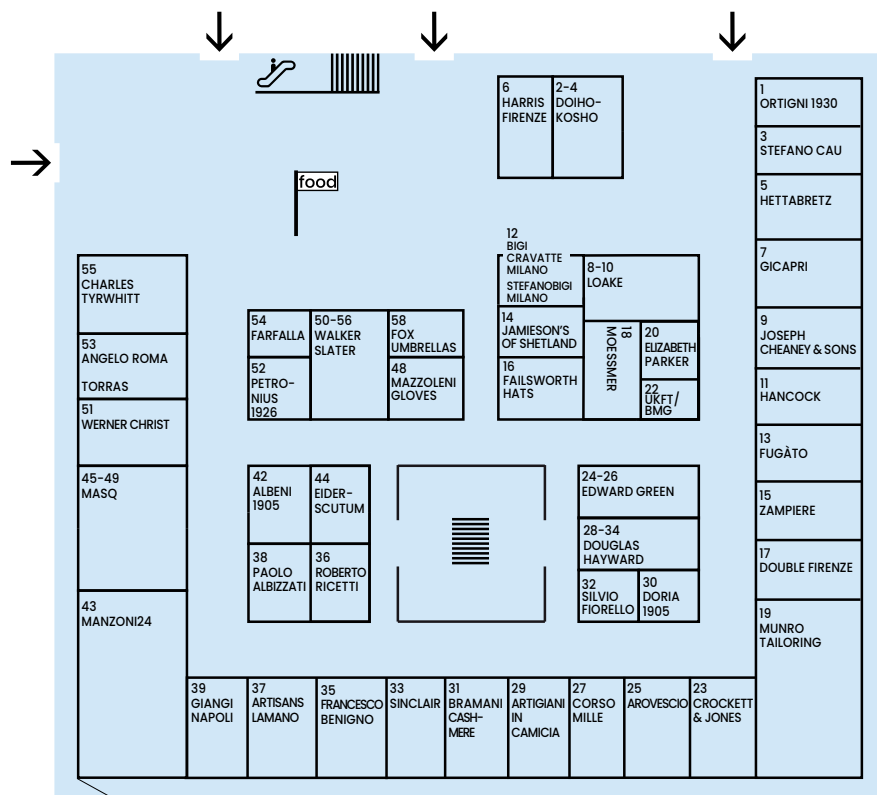 food
6
HARRIS
FIRENZE
2-4
DOIHO-
KOSHO
1
ORTIGNI 1930
3
STEFANO CAU
5
HETTABRETZ
7
GICAPRI
9
JOSEPH
CHEANEY & SONS
11
HANCOCK
13
FUGÀTO
15
ZAMPIERE
17
DOUBLE FIRENZE
19
MUNRO
TAILORING
12
BIGI
CRAVATTE
MILANO
STEFANOBIGI
MILANO
8-10
LOAKE
14
JAMIESON'S
OF SHETLAND
16
FAILSWORTH
HATS
18
MOESSMER
20
ELIZABETH
PARKER
22
UKFT/
BMG
55
CHARLES
TYRWHITT
53
ANGELO ROMA
TORRAS
51
WERNER CHRIST
45-49
MASQ
43
MANZONI24
54
FARFALLA
50-56
WALKER
SLATER
58
FOX
UMBRELLAS
52
PETRO-
NIUS
1926
48
MAZZOLENI
GLOVES
42
ALBENI
1905
44
EIDER-
SCUTUM
38
PAOLO
ALBIZZATI
36
ROBERTO
RICETTI
24-26
EDWARD GREEN
28-34
DOUGLAS
HAYWARD
32
SILVIO
FIORELLO
30
DORIA
1905
39
GIANGI
NAPOLI
37
ARTISANS
LAMANO
35
FRANCESCO
BENIGNO
33
SINCLAIR
31
BRAMANI
CASH-
MERE
29
ARTIGIANI
IN
CAMICIA
27
CORSO
MILLE
25
AROVESCIO
23
CROCKETT
& JONES